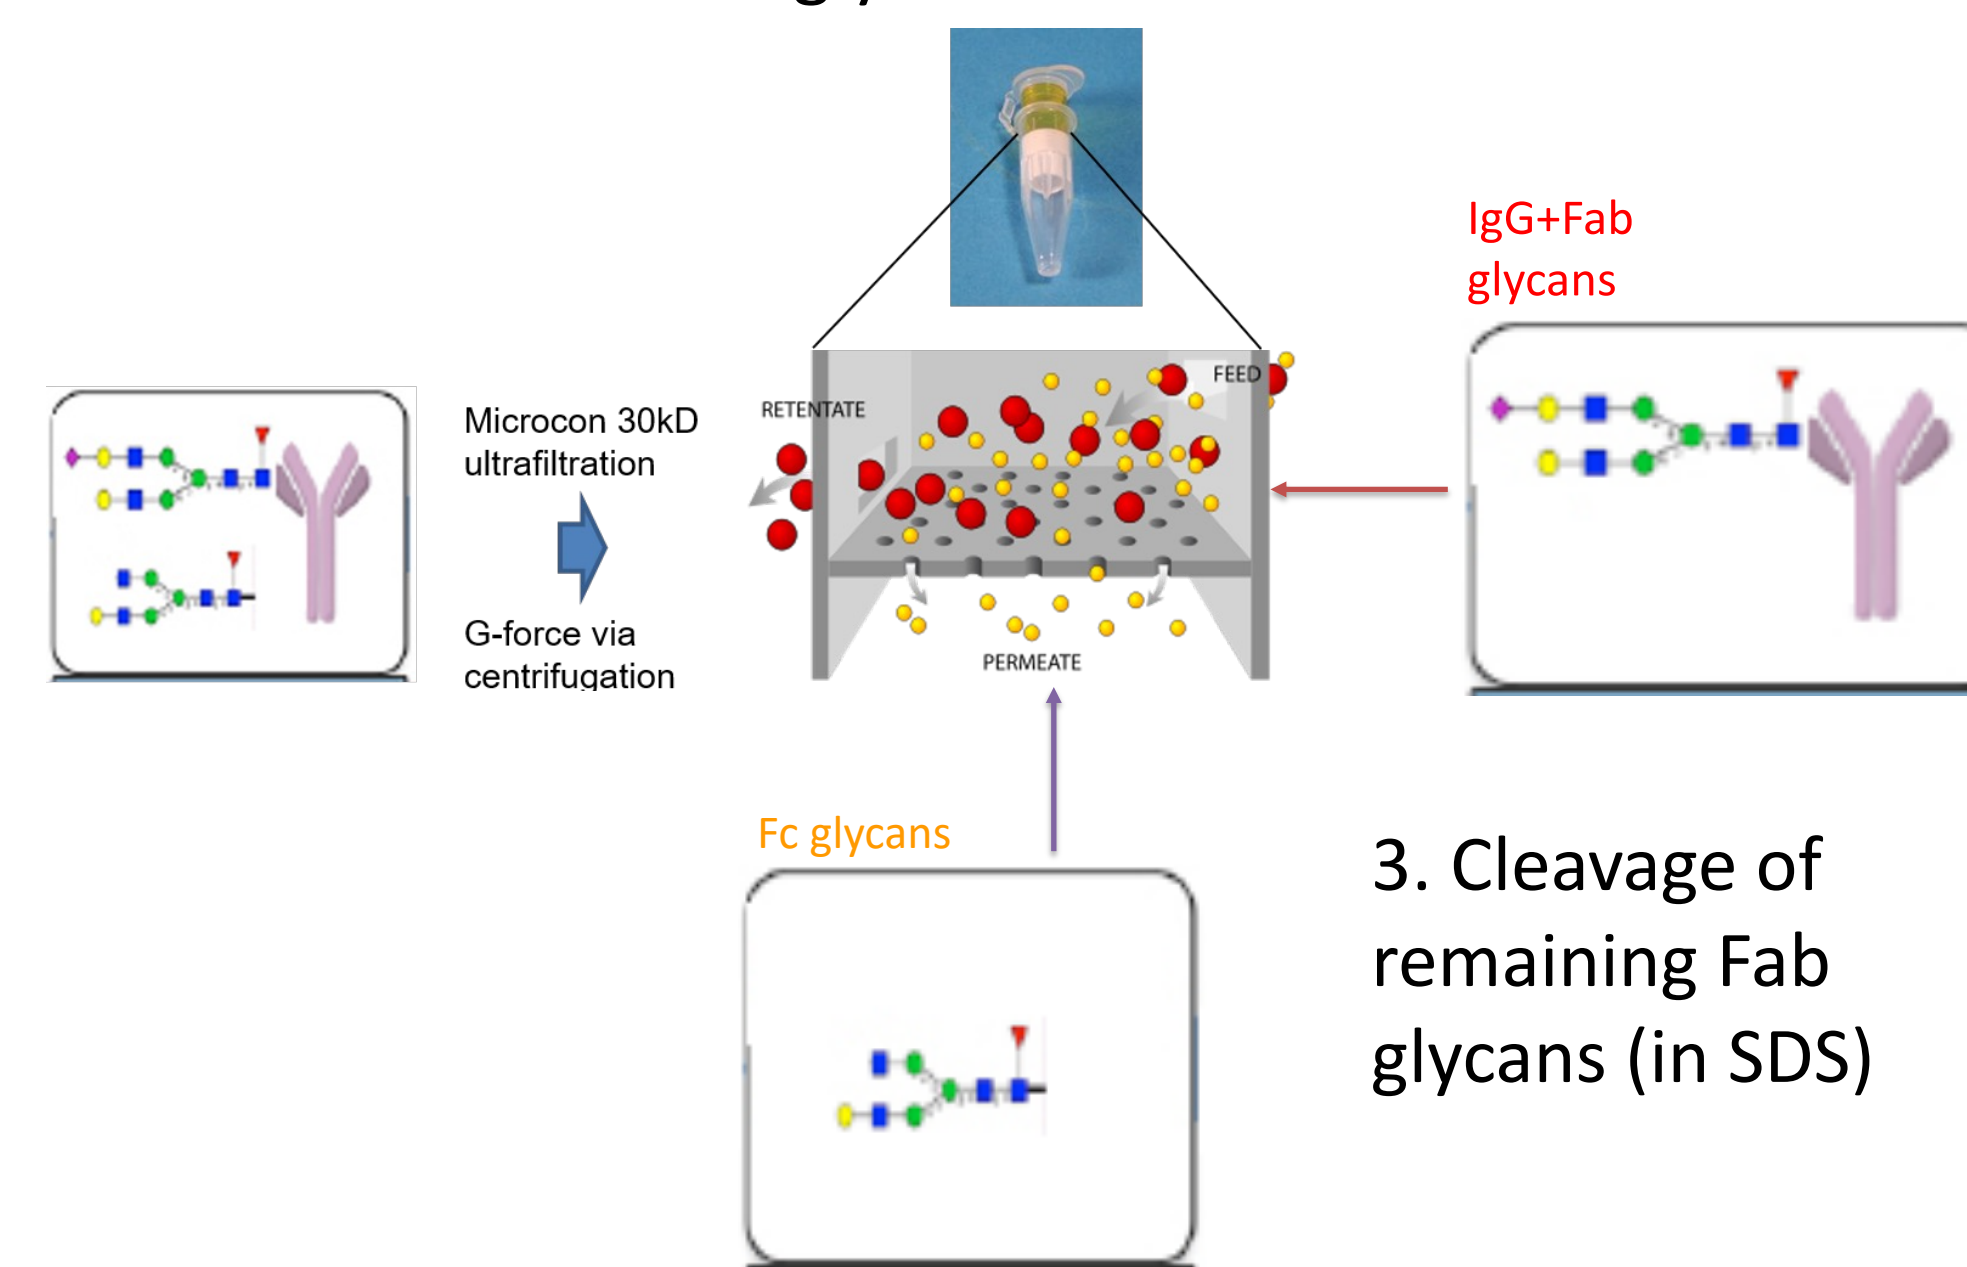 IgG+Fab
glycans
Microcon 30kD
ultrafiltration
G-force via
centrifugation
RETENTATE
FEED
PERMEATE
Fc glycans
3. Cleavage of
remaining Fab
glycans (in SDS)